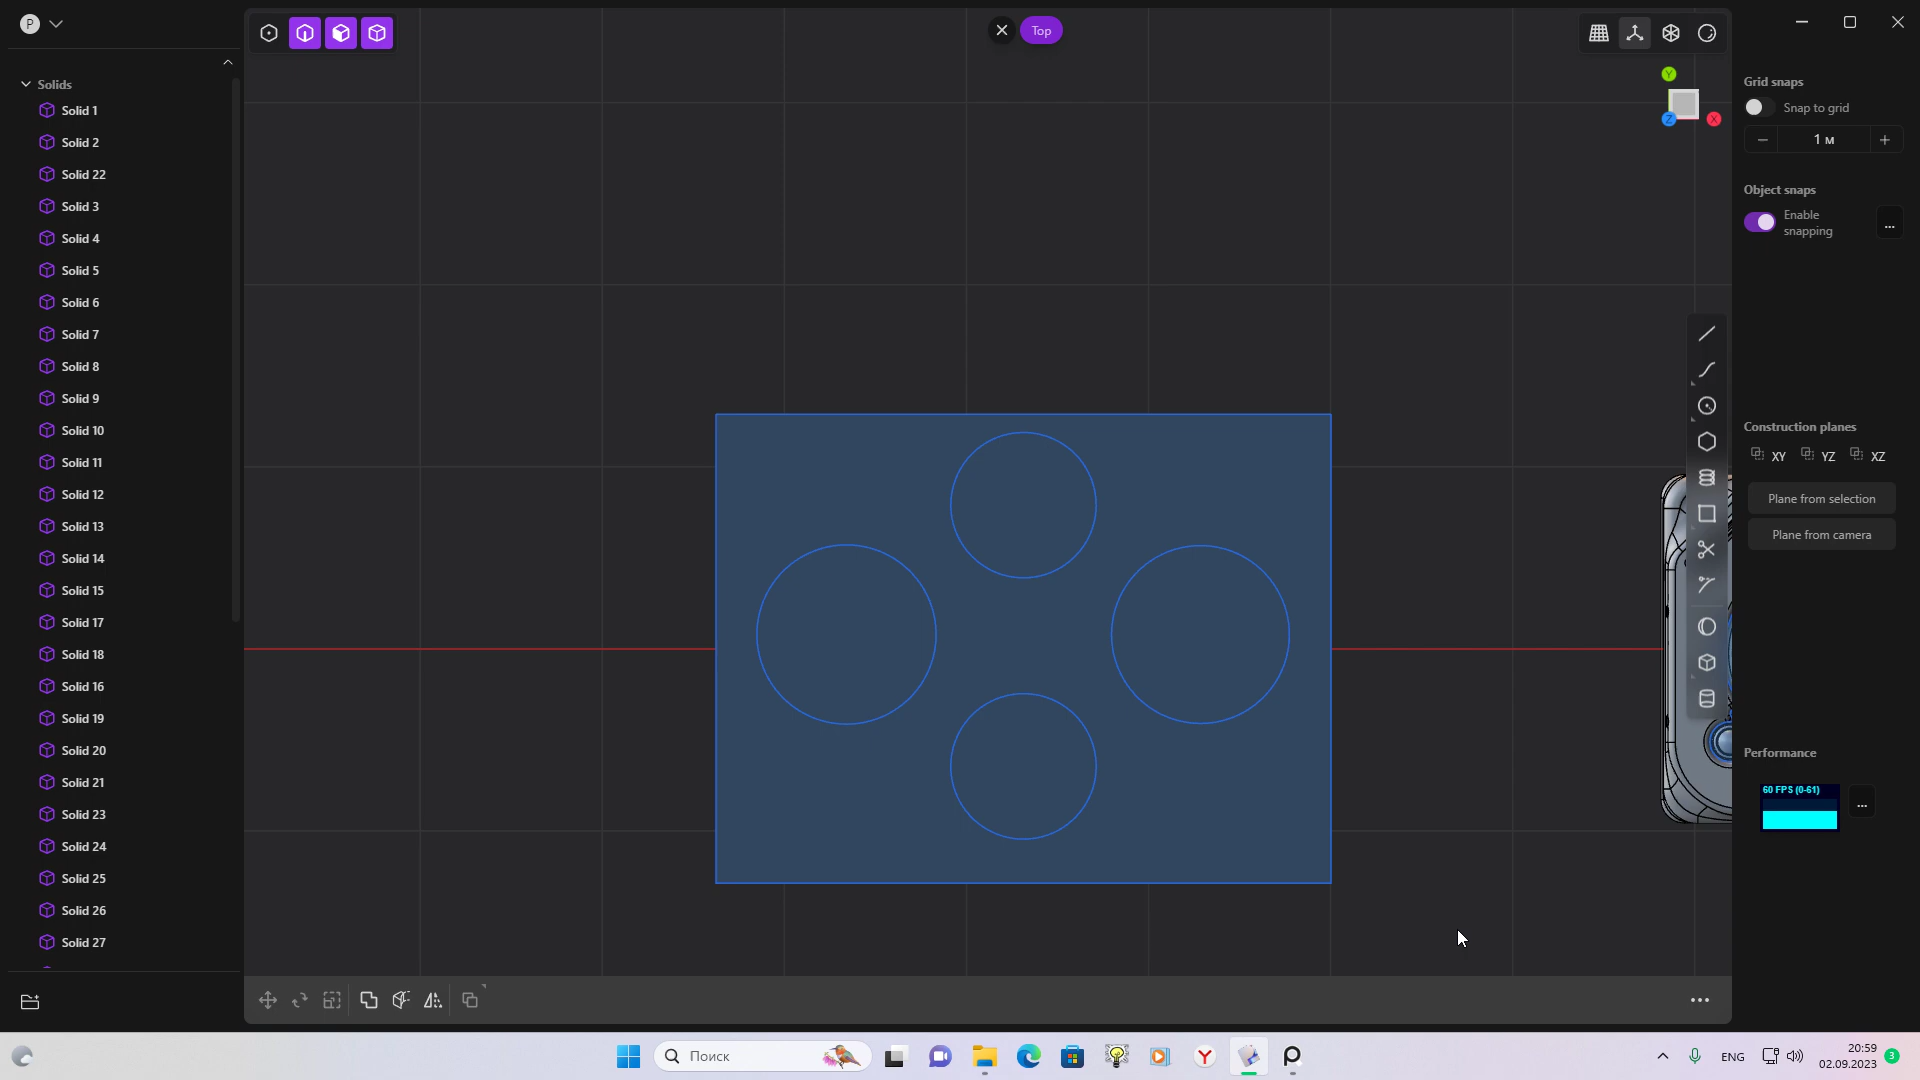 P
Top
Solids
Solid 1
Solid 2
Solid 22
Solid 3
Solid 4
Solid 5
Solid 6
Solid 7
Solid 8
Solid 9
Solid 10
Solid 11
Solid 12
Solid 13
Solid 14
Solid 15
Solid 17
Solid 18
Solid 16
Solid 19
Solid 20
Solid 21
Solid 23
Solid 24
Solid 25
Solid 26
Solid 27
Y
Z
X
Grid snaps
Snap to grid
1 м
Object snaps
Enable
snapping
...
Construction planes
XY YZ XZ
Plane from selection
Plane from camera
Performance
60 FPS (0-61)
...
Поиск
ENG
20:59
02.09.2023
3